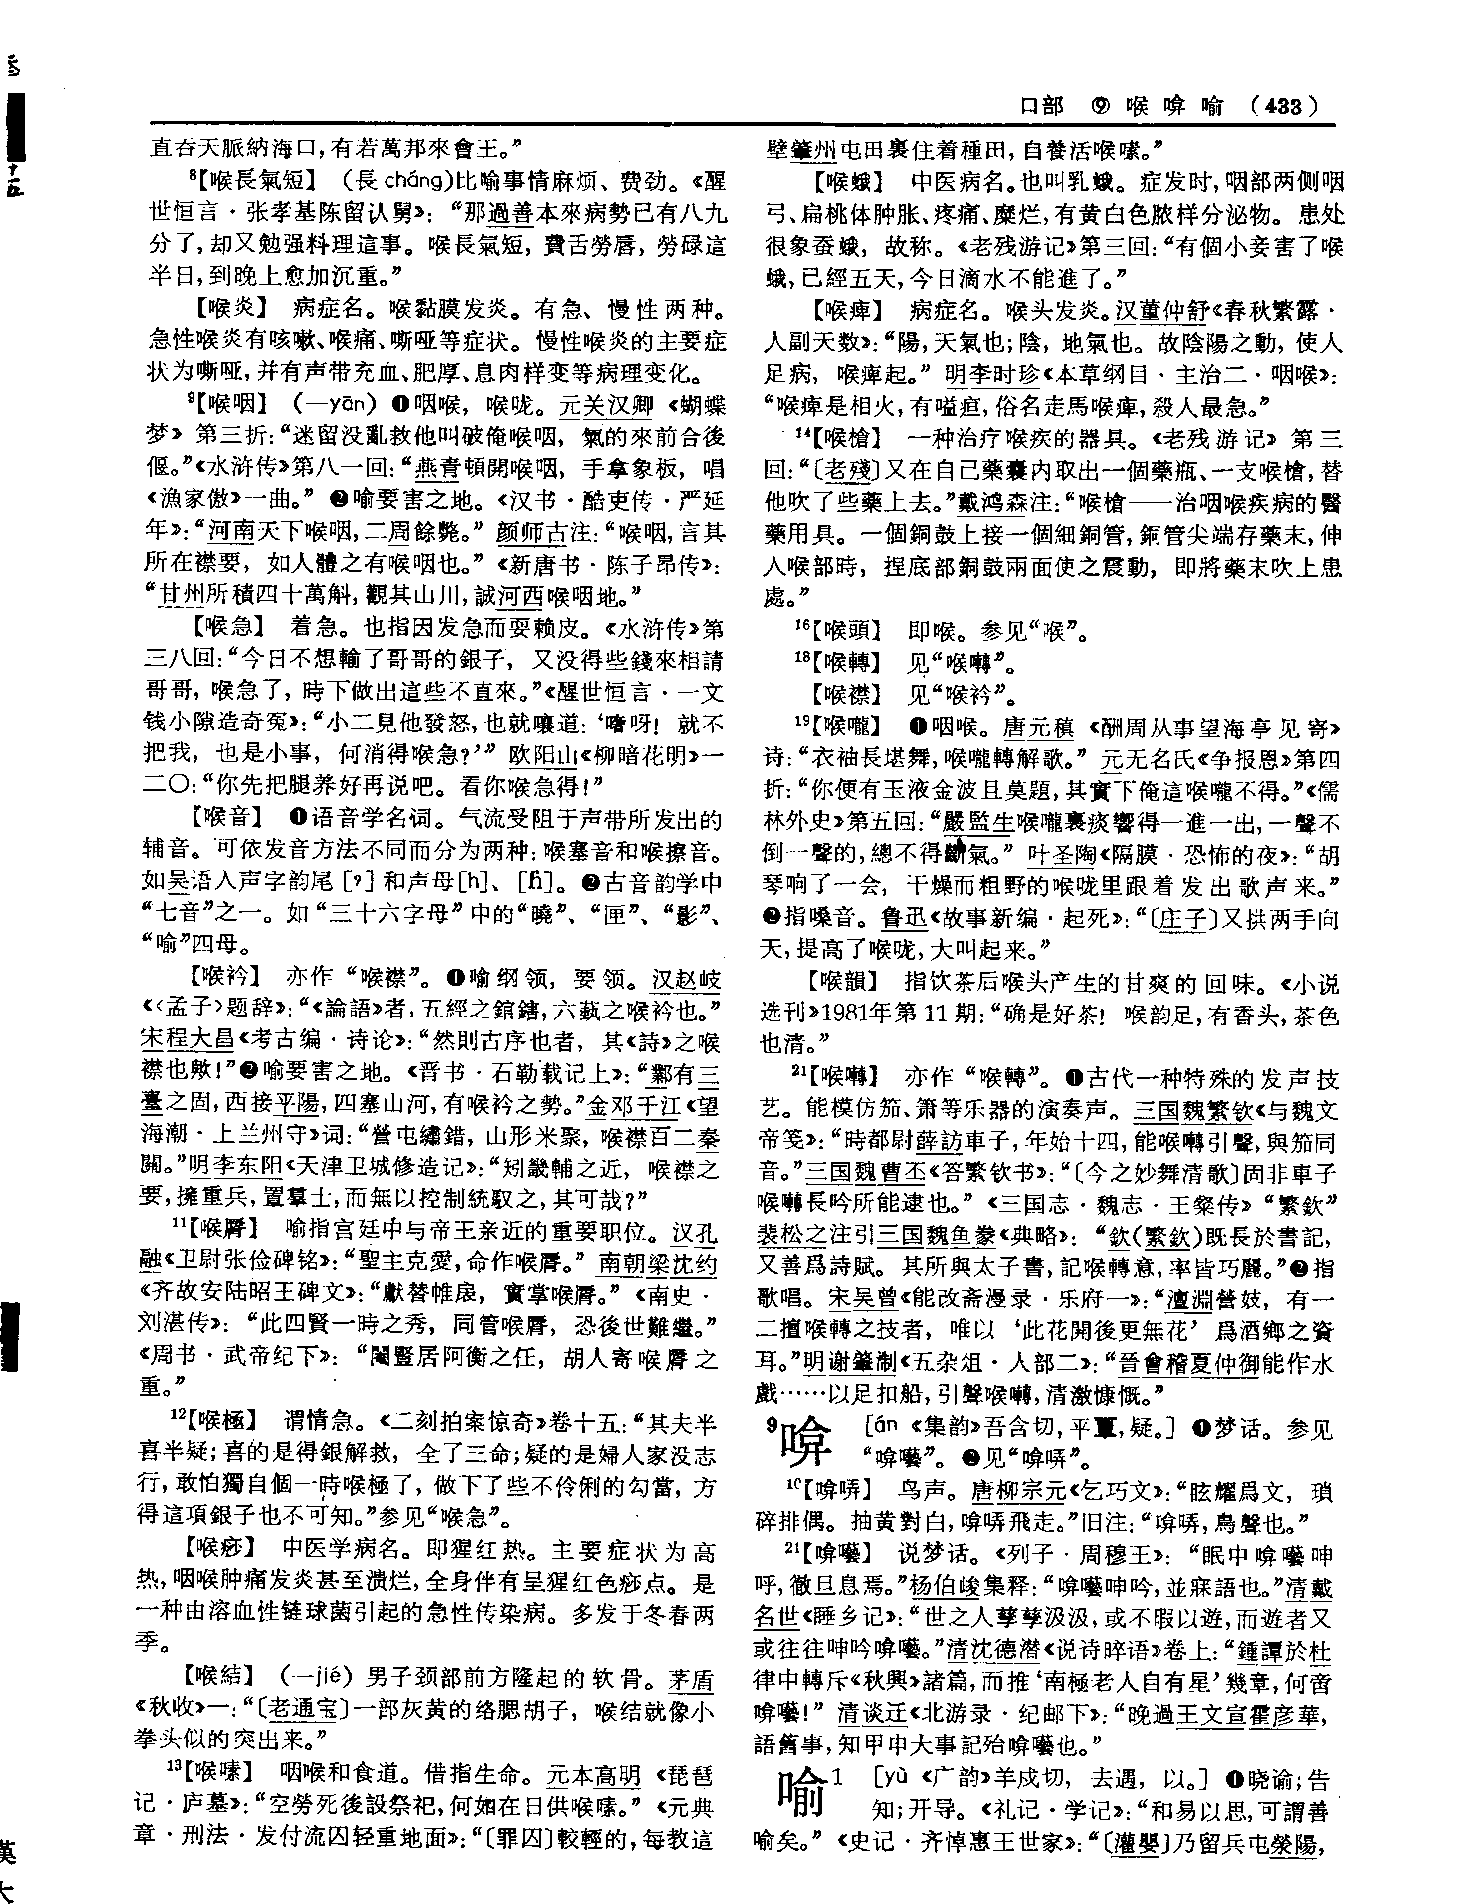 口部 ⑨ 喉㖶喻 (433)
直吞天脈納海口,有若萬邦來會王。”
⁸【喉長氣短】 (長 cháng)比喻事情麻烦、费劲。《醒
世恒言·张孝基陈留认舅》:“那過善本來病勢已有八九
分了,却又勉强料理這事。喉長氣短,費舌勞唇,勞碌這
半日,到晚上愈加沉重。”
【喉炎】 病症名。喉黏膜发炎。有急、慢性两种。
急性喉炎有咳嗽、喉痛、嘶哑等症状。慢性喉炎的主要症
状为嘶哑,并有声带充血、肥厚、息肉样变等病理变化。
⁹【喉咽】 (—yān) ❶咽喉,喉咙。元关汉卿《蝴蝶
梦》第三折:“迷留没亂救他叫破俺喉咽,氣的來前合後
偃。”《水浒传》第八一回:“燕青頓開喉咽,手拿象板,唱
《漁家傲》一曲。” ❷喻要害之地。《汉书·酷吏传·严延
年》:“河南天下喉咽,二周餘斃。”颜师古注:“喉咽,言其
所在襟要,如人體之有喉咽也。”《新唐书·陈子昂传》:
“甘州所積四十萬斛,觀其山川,誠河西喉咽地。”
【喉急】 着急。也指因发急而耍赖皮。《水浒传》第
三八回:“今日不想輸了哥哥的銀子,又没得些錢來相請
哥哥,喉急了,時下做出這些不直來。”《醒世恒言·一文
钱小隙造奇冤》:“小二見他發怒,也就嚷道:‘嗜呀!就不
把我,也是小事,何消得喉急?’”欧阳山《柳暗花明》一
二〇:“你先把腿养好再说吧。看你喉急得!”
【喉音】 ❶语音学名词。气流受阻于声带所发出的
辅音。可依发音方法不同而分为两种:喉塞音和喉擦音。
如吴语入声字韵尾[ʔ]和声母[h]、[ɦ]。❷古音韵学中
“七音”之一。如“三十六字母”中的“曉”、“匣”、“影”、
“喻”四母。
【喉衿】 亦作“喉襟”。❶喻纲领,要领。汉赵岐
《〈孟子〉题辞》:“《論語》者,五經之錧鎋,六藝之喉衿也。”
宋程大昌《考古编·诗论》:“然則古序也者,其《詩》之喉
襟也歟!”❷喻要害之地。《晋书·石勒载记上》:“鄴有三
臺之固,西接平陽,四塞山河,有喉衿之勢。”金邓千江《望
海潮·上兰州守》词:“營屯繡錯,山形米聚,喉襟百二秦
關。”明李东阳《天津卫城修造记》:“矧畿輔之近,喉襟之
要,擁重兵,置羣士,而無以控制統馭之,其可哉?”
¹¹【喉脣】 喻指宫廷中与帝王亲近的重要职位。汉孔
融《卫尉张俭碑铭》:“聖主克愛,命作喉脣。”南朝梁沈约
《齐故安陆昭王碑文》:“獻替帷扆,實掌喉脣。”《南史·
刘湛传》:“此四賢一時之秀,同管喉脣,恐後世難繼。”
《周书·武帝纪下》:“閹豎居阿衡之任,胡人寄喉脣之
重。”
¹²【喉極】 谓情急。《二刻拍案惊奇》卷十五:“其夫半
喜半疑;喜的是得銀解救,全了三命;疑的是婦人家没志
行,敢怕獨自個一時喉極了,做下了些不伶俐的勾當,方
得這項銀子也不可知。”参见“喉急”。
【喉痧】 中医学病名。即猩红热。主要症状为高
热,咽喉肿痛发炎甚至溃烂,全身伴有呈猩红色痧点。是
一种由溶血性链球菌引起的急性传染病。多发于冬春两
季。
【喉結】 (—jié) 男子颈部前方隆起的软骨。茅盾
《秋收》一:“〔老通宝〕一部灰黄的络腮胡子,喉结就像小
拳头似的突出来。”
¹³【喉嗉】 咽喉和食道。借指生命。元本高明《琵琶
记·庐墓》:“空勞死後設祭祀,何如在日供喉嗉。”《元典
章·刑法·发付流囚轻重地面》:“〔罪囚〕較輕的,每教這
壁肇州屯田裏住着種田,自養活喉嗉。”
【喉蛾】 中医病名。也叫乳蛾。症发时,咽部两侧咽
弓、扁桃体肿胀、疼痛、糜烂,有黄白色脓样分泌物。患处
很象蚕蛾,故称。《老残游记》第三回:“有個小妾害了喉
蛾,已經五天,今日滴水不能進了。”
【喉痺】 病症名。喉头发炎。汉董仲舒《春秋繁露·
人副天数》:“陽,天氣也;陰,地氣也。故陰陽之動,使人
足病,喉痺起。”明李时珍《本草纲目·主治二·咽喉》:
“喉痺是相火,有嗌疸,俗名走馬喉痺,殺人最急。”
¹⁴【喉槍】 一种治疗喉疾的器具。《老残游记》第三
回:“〔老殘〕又在自己藥囊内取出一個藥瓶、一支喉槍,替
他吹了些藥上去。”戴鸿森注:“喉槍——治咽喉疾病的醫
藥用具。一個銅鼓上接一個細銅管,銅管尖端存藥末,伸
入喉部時,捏底部銅鼓兩面使之震動,即將藥末吹上患
處。”
¹⁶【喉頭】 即喉。参见“喉”。
¹⁸【喉轉】 见“喉囀”。
【喉襟】 见“喉衿”。
¹⁹【喉嚨】 ❶咽喉。唐元稹《酬周从事望海亭见寄》
诗:“衣袖長堪舞,喉嚨轉解歌。”元无名氏《争报恩》第四
折:“你便有玉液金波且莫題,其實下俺這喉嚨不得。”《儒
林外史》第五回:“嚴監生喉嚨裏痰響得一進一出,一聲不
倒一聲的,總不得斷氣。”叶圣陶《隔膜·恐怖的夜》:“胡
琴响了一会,干燥而粗野的喉咙里跟着发出歌声来。”
❷指嗓音。鲁迅《故事新编·起死》:“〔庄子〕又拱两手向
天,提高了喉咙,大叫起来。”
【喉韻】 指饮茶后喉头产生的甘爽的回味。《小说
选刊》1981年第11期:“确是好茶!喉韵足,有香头,茶色
也清。”
²¹【喉囀】 亦作“喉轉”。❶古代一种特殊的发声技
艺。能模仿笳、箫等乐器的演奏声。三国魏繁钦《与魏文
帝笺》:“時都尉薛訪車子,年始十四,能喉囀引聲,與笳同
音。”三国魏曹丕《答繁钦书》:“〔今之妙舞清歌〕固非車子
喉囀長吟所能逮也。”《三国志·魏志·王粲传》“繁欽”
裴松之注引三国魏鱼豢《典略》:“欽(繁欽)既長於書記,
又善爲詩賦。其所與太子書,記喉轉意,率皆巧麗。”❷指
歌唱。宋吴曾《能改斋漫录·乐府一》:“澶淵營妓,有一
二擅喉轉之技者,唯以‘此花開後更無花’爲酒鄉之資
耳。”明谢肇淛《五杂俎·人部二》:“晉會稽夏仲御能作水
戲……以足扣船,引聲喉囀,清激慷慨。”
⁹㖶 [án 《集韵》吾含切,平覃,疑。] ❶梦话。参见
“㖶囈”。❷见“㖶哢”。
¹⁰【㖶哢】 鸟声。唐柳宗元《乞巧文》:“眩耀爲文,瑣
碎排偶。抽黄對白,㖶哢飛走。”旧注:“㖶哢,鳥聲也。”
²¹【㖶囈】 说梦话。《列子·周穆王》:“眠中㖶囈呻
呼,徹旦息焉。”杨伯峻集释:“㖶囈呻吟,並寐語也。”清戴
名世《睡乡记》:“世之人孳孳汲汲,或不暇以遊,而遊者又
或往往呻吟㖶囈。”清沈德潜《说诗晬语》卷上:“鍾譚於杜
律中轉斥《秋興》諸篇,而推‘南極老人自有星’幾章,何啻
㖶囈!”清谈迁《北游录·纪邮下》:“晚過王文宣霍彦華,
語舊事,知甲申大事記殆㖶囈也。”
喻¹ [yù 《广韵》羊戍切,去遇,以。] ❶晓谕;告
知;开导。《礼记·学记》:“和易以思,可謂善
喻矣。”《史记·齐悼惠王世家》:“〔灌嬰〕乃留兵屯滎陽,